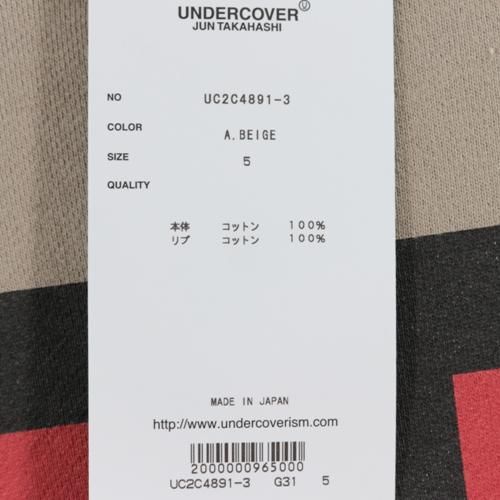 UNDERCOVER Ⓤ
JUN TAKAHASHI
NO UC2C4891-3
COLOR A.BEIGE
SIZE 5
QUALITY
本体 コットン 100%
リブ コットン 100%
MADE IN JAPAN
http://www.undercoverism.com
2000000965000
UC2C4891-3 G31 5